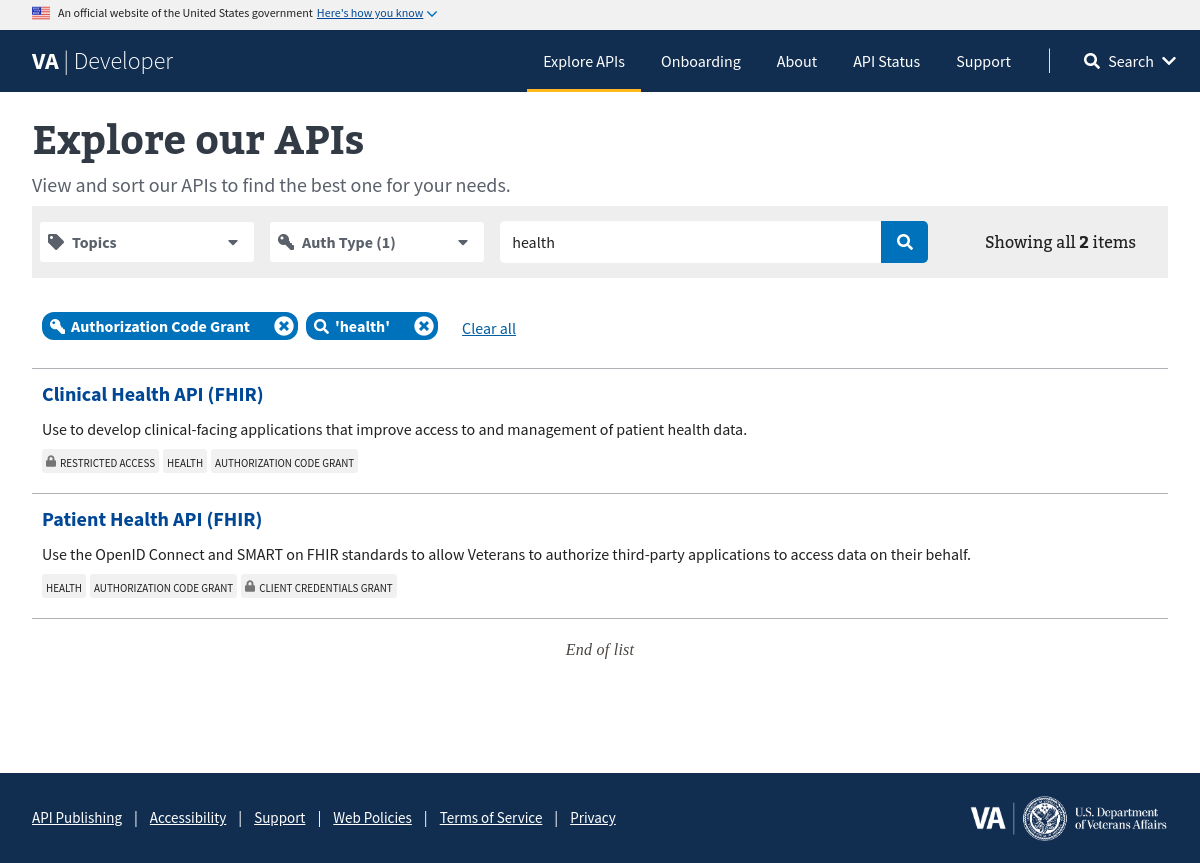 An official website of the United States government Here's how you know
VA | Developer
Explore APIs
Onboarding
About
API Status
Support
Search
Explore our APIs
View and sort our APIs to find the best one for your needs.
Topics
Auth Type (1)
health
Showing all 2 items
Authorization Code Grant
'health'
Clear all
Clinical Health API (FHIR)
Use to develop clinical-facing applications that improve access to and management of patient health data.
RESTRICTED ACCESS HEALTH AUTHORIZATION CODE GRANT
Patient Health API (FHIR)
Use the OpenID Connect and SMART on FHIR standards to allow Veterans to authorize third-party applications to access data on their behalf.
HEALTH AUTHORIZATION CODE GRANT CLIENT CREDENTIALS GRANT
End of list
API Publishing | Accessibility | Support | Web Policies | Terms of Service | Privacy
VA
U.S. Department
of Veterans Affairs